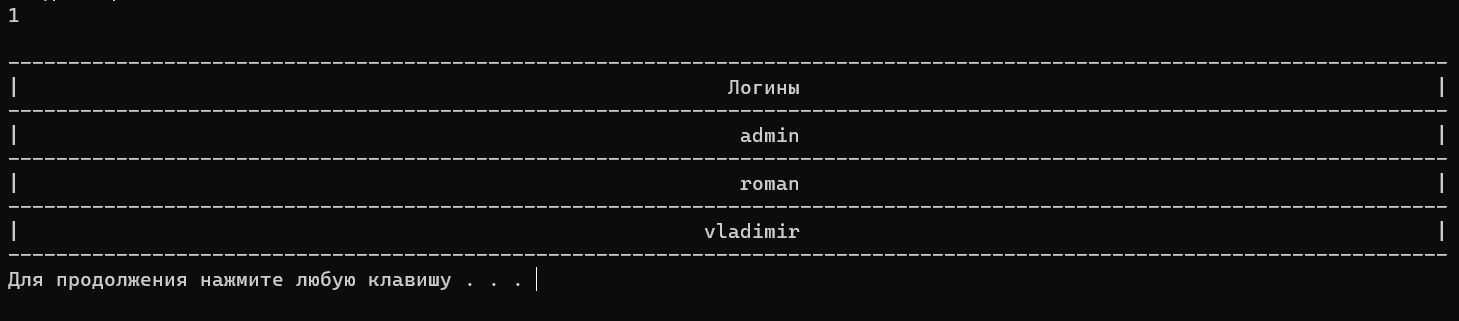 1
------------------------------------------------------------------------------------------------------------------------
|                                                           Логины                                                     |
------------------------------------------------------------------------------------------------------------------------
|                                                            admin                                                     |
------------------------------------------------------------------------------------------------------------------------
|                                                            roman                                                     |
------------------------------------------------------------------------------------------------------------------------
|                                                         vladimir                                                     |
------------------------------------------------------------------------------------------------------------------------
Для продолжения нажмите любую клавишу . . .